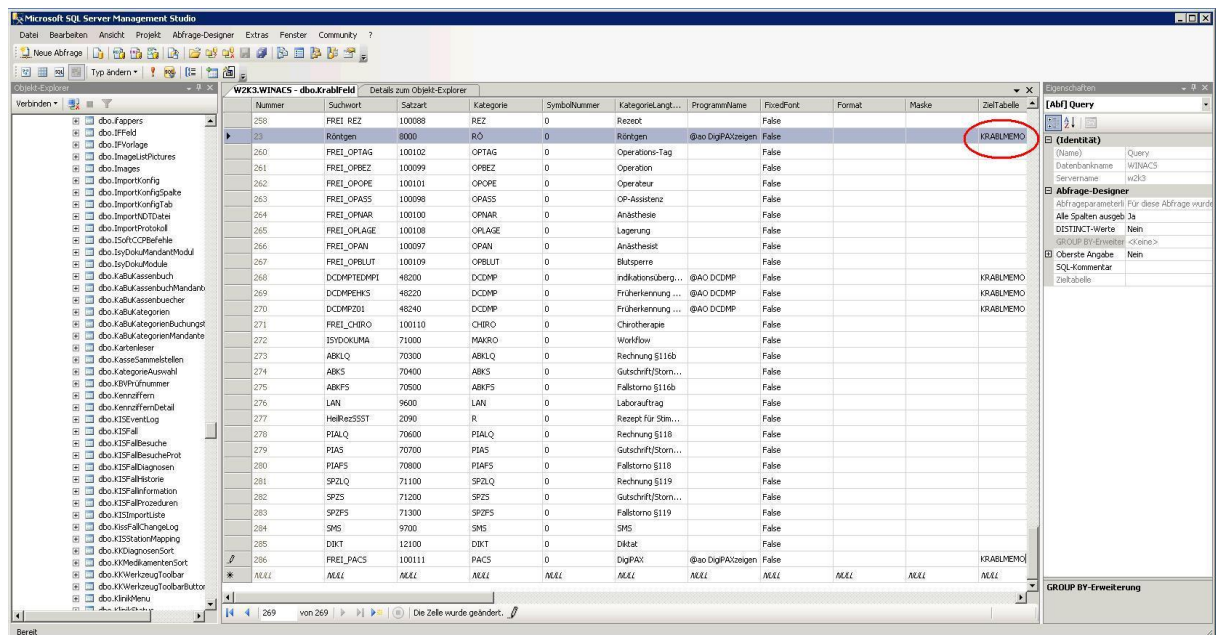 Microsoft SQL Server Management Studio
Datei Bearbeiten Ansicht Projekt Abfrage-Designer Extras Fenster Community ?
Neue Abfrage
Typ ändern
Objekt-Explorer
Verbinden
dbo.ifappers
dbo.IFFeld
dbo.IFVorlage
dbo.ImageListPictures
dbo.Images
dbo.ImportKonfig
dbo.ImportKonfigSpalte
dbo.ImportKonfigTab
dbo.ImportNDTDatei
dbo.ImportProtokoll
dbo.ISoftCCPBefehle
dbo.IsyDokuMandantModul
dbo.IsyDokuModule
dbo.KaBuKassenbuch
dbo.KaBuKassenbuchMandant
dbo.KaBuKassenbuecher
dbo.KaBuKategorien
dbo.KaBuKategorienBuchungst
dbo.KaBuKategorienMandante
dbo.Kartenleser
dbo.KasseSammelstellen
dbo.KategorieAuswahl
dbo.KBVPrüfnummer
dbo.Kennziffern
dbo.KennziffernDetail
dbo.KISEventLog
dbo.KISFall
dbo.KISFallBesuche
dbo.KISFallBesucheProt
dbo.KISFallDiagnosen
dbo.KISFallHistorie
dbo.KISFallInformation
dbo.KISFallProzeduren
dbo.KISImportListe
dbo.KissFallChangeLog
dbo.KISStationMapping
dbo.KKDiagnosenSort
dbo.KKMedikamentenSort
dbo.KKWerkzeugToolbar
dbo.KKWerkzeugToolbarButtor
dbo.KlinikMenu
W2K3.WINACS - dbo.KrablFeld Details zum Objekt-Explorer
Nummer Suchwort Satzart Kategorie SymbolNummer KategorieLangt... ProgrammName FixedFont Format Maske ZielTabelle
258 FREI_REZ 100088 REZ 0 Rezept False
23 Röntgen 8000 RÖ 0 Röntgen @ao DigiPAXzeigen False KRABLMEMO
260 FREI_OPTAG 100102 OPTAG 0 Operations-Tag False
261 FREI_OPBEZ 100099 OPBEZ 0 Operation False
262 FREI_OPOPE 100101 OPOPE 0 Operateur False
263 FREI_OPASS 100098 OPASS 0 OP-Assistenz False
264 FREI_OPNAR 100100 OPNAR 0 Anästhesie False
265 FREI_OPLAGE 100108 OPLAGE 0 Lagerung False
266 FREI_OPAN 100097 OPAN 0 Anästhesist False
267 FREI_OPBLUT 100109 OPBLUT 0 Blutsperre False
268 DCDMPTEDMPI 48200 DCDMP 0 indikationsüberg... @AO DCDMP False KRABLMEMO
269 DCDMPEHKS 48220 DCDMP 0 Früherkennung ... @AO DCDMP False KRABLMEMO
270 DCDMPZ01 48240 DCDMP 0 Früherkennung ... @AO DCDMP False KRABLMEMO
271 FREI_CHIRO 100110 CHIRO 0 Chirotherapie False
272 ISYDOKUMA 71000 MAKRO 0 Workflow False
273 ABKLQ 70300 ABKLQ 0 Rechnung §116b False
274 ABKS 70400 ABKS 0 Gutschrift/Storn... False
275 ABKFS 70500 ABKFS 0 Fallstorno §116b False
276 LAN 9600 LAN 0 Laborauftrag False
277 HeilRezSSST 2090 R 0 Rezept für Stim... False
278 PIALQ 70600 PIALQ 0 Rechnung §118 False
279 PIAS 70700 PIAS 0 Gutschrift/Storn... False
280 PIAFS 70800 PIAFS 0 Fallstorno §118 False
281 SPZLQ 71100 SPZLQ 0 Rechnung §119 False
282 SPZS 71200 SPZS 0 Gutschrift/Storn... False
283 SPZFS 71300 SPZFS 0 Fallstorno §119 False
284 SMS 9700 SMS 0 SMS False
285 DIKT 12100 DIKT 0 Diktat False
286 FREI_PACS 100111 PACS 0 DigiPAX @ao DigiPAXzeigen False KRABLMEMO
NULL NULL NULL NULL NULL NULL NULL NULL NULL NULL NULL
269 von 269 Die Zelle wurde geändert.
Eigenschaften
[Abf] Query
(Identität)
(Name) Query
Datenbankname WINACS
Servername w2k3
Abfrage-Designer
Abfrageparameterli Für diese Abfrage wurde
Alle Spalten ausgeb Ja
DISTINCT-Werte Nein
GROUP BY-Erweiter <Keine>
Oberste Angabe Nein
SQL-Kommentar
Zieltabelle
GROUP BY-Erweiterung
Bereit